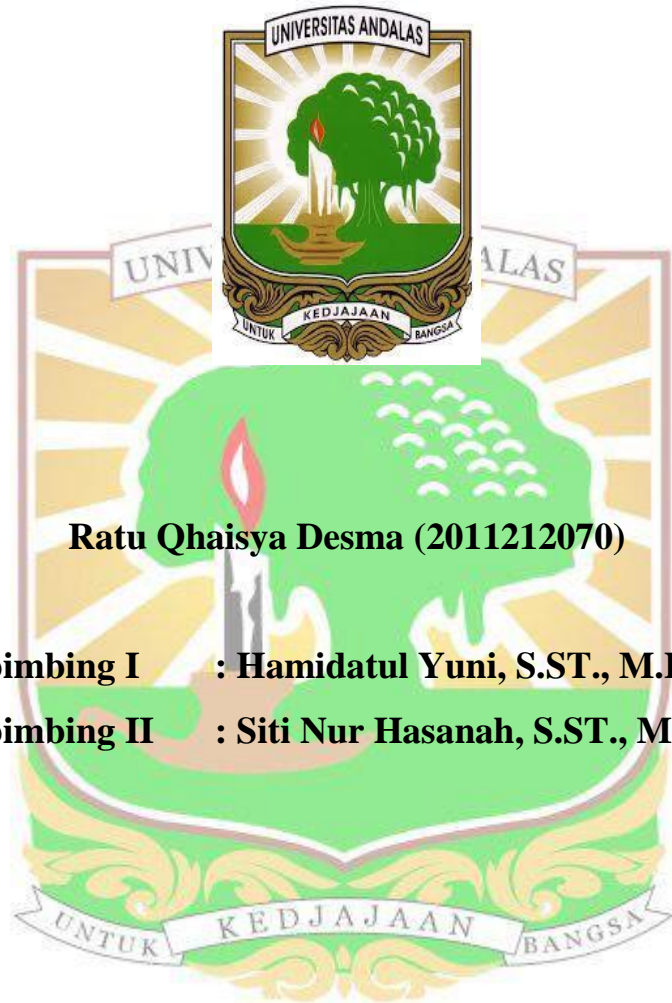 UNIVERSITAS ANDALAS
KEDJAJAAN
UNTUK BANGSA
UNIV ALAS
Ratu Qhaisya Desma (2011212070)
bimbing I : Hamidatul Yuni, S.ST., M.
bimbing II : Siti Nur Hasanah, S.ST., M.
UNTUK KEDJAJAAN BANGSA